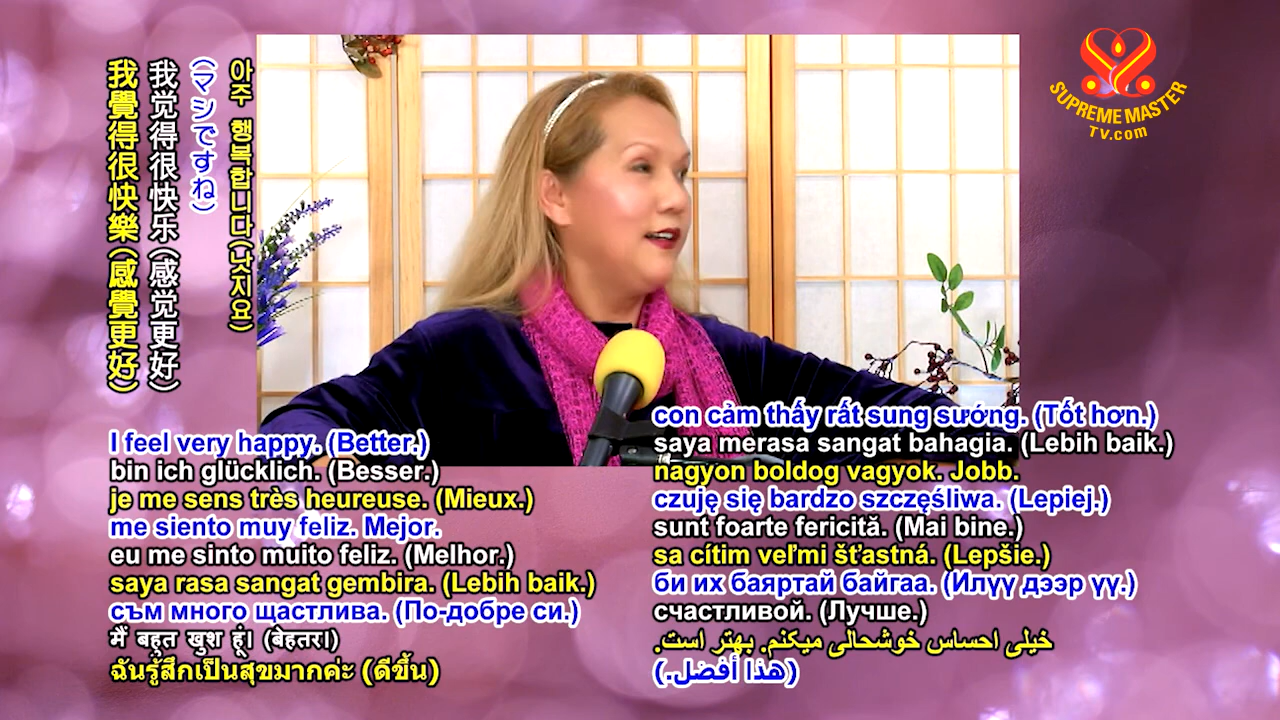 아주 행복합니다(낫지요)
(マシですね)
我觉得很快乐(感觉更好)
我覺得很快樂(感覺更好)
SUPREME MASTER
TV.com
I feel very happy. (Better.)
bin ich glücklich. (Besser.)
je me sens très heureuse. (Mieux.)
me siento muy feliz. Mejor.
eu me sinto muito feliz. (Melhor.)
saya rasa sangat gembira. (Lebih baik.)
съм много щастлива. (По-добре си.)
मैं बहुत खुश हूं। (बेहतर।)
ฉันรู้สึกเป็นสุขมากค่ะ (ดีขึ้น)
con cảm thấy rất sung sướng. (Tốt hơn.)
saya merasa sangat bahagia. (Lebih baik.)
nagyon boldog vagyok. Jobb.
czuję się bardzo szczęśliwa. (Lepiej.)
sunt foarte fericită. (Mai bine.)
sa cítim veľmi šťastná. (Lepšie.)
би их баяртай байгаа. (Илүү дээр үү.)
счастливой. (Лучше.)
خیلی احساس خوشحالی میکنم. بهتر است.
(هذا أفضل.)